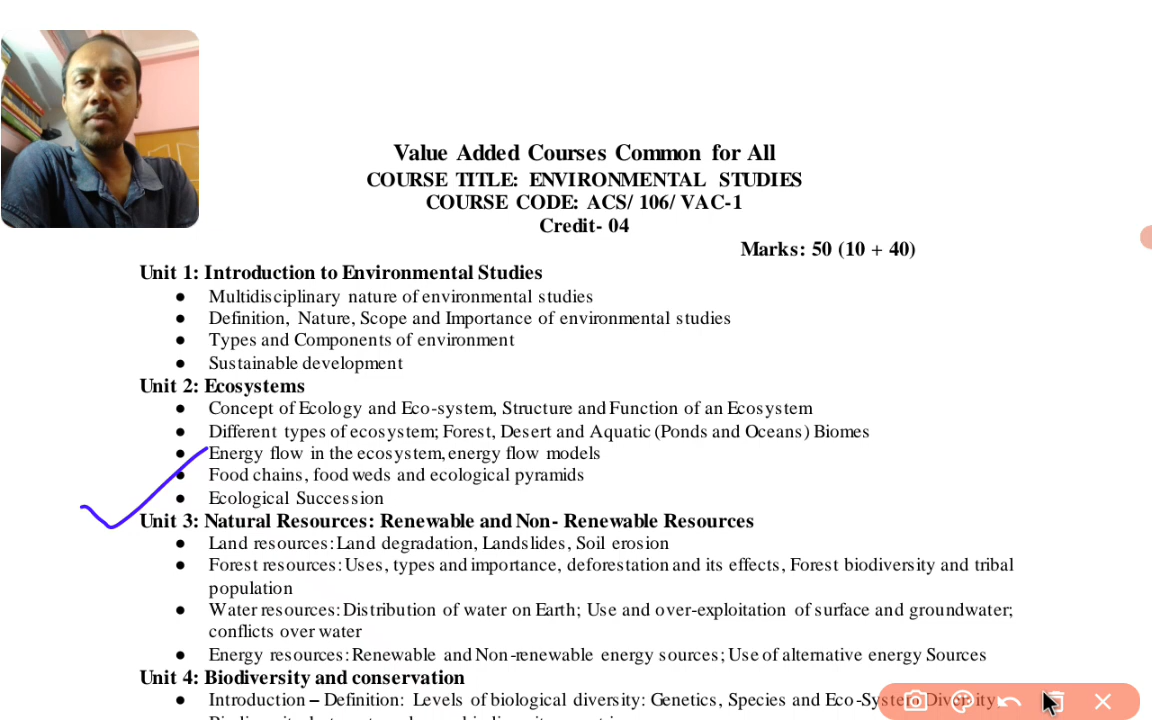 Value Added Courses Common for All
COURSE TITLE: ENVIRONMENTAL STUDIES
COURSE CODE: ACS/ 106/ VAC-1
Credit- 04
Marks: 50 (10 + 40)
Unit 1: Introduction to Environmental Studies
● Multidisciplinary nature of environmental studies
● Definition, Nature, Scope and Importance of environmental studies
● Types and Components of environment
● Sustainable development
Unit 2: Ecosystems
● Concept of Ecology and Eco-system, Structure and Function of an Ecosystem
● Different types of ecosystem; Forest, Desert and Aquatic (Ponds and Oceans) Biomes
● Energy flow in the ecosystem, energy flow models
● Food chains, food weds and ecological pyramids
● Ecological Succession
Unit 3: Natural Resources: Renewable and Non- Renewable Resources
● Land resources: Land degradation, Landslides, Soil erosion
● Forest resources: Uses, types and importance, deforestation and its effects, Forest biodiversity and tribal
population
● Water resources: Distribution of water on Earth; Use and over-exploitation of surface and groundwater;
conflicts over water
● Energy resources: Renewable and Non-renewable energy sources; Use of alternative energy Sources
Unit 4: Biodiversity and conservation
● Introduction – Definition: Levels of biological diversity: Genetics, Species and Eco-System Diversity